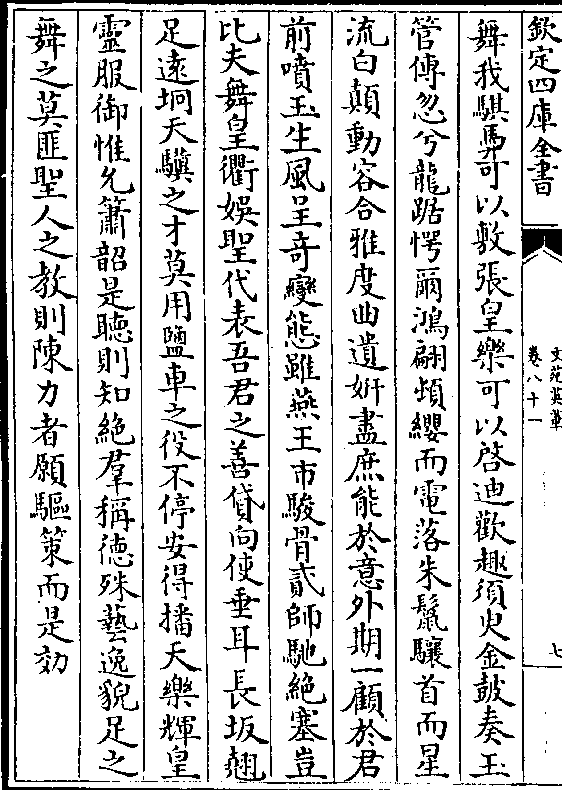 欽定四庫全書
文苑英華
卷八十一
七
舞我騏驥可以敷張皇樂可以啓迪歡趣須臾金鼓奏玉
管傳忽兮龍踞愕爾鴻翩頓纓而電落朱鬣驤首而星
流白顛動容合雅度曲遺妍盡庶能於意外期一顧於君
前噴玉生風呈奇變態雖燕王市駿骨貳師馳絶塞豈
比夫舞皇衢娛聖代表吾君之善貸向使垂耳長坂翹
足遠坰天驥之才莫用鹽車之役不停安得播天樂輝皇
靈服御惟允簫韶是聽則知絶羣稱徳殊藝逸貌足之
舞之莫匪聖人之教則陳力者願驅策而是効